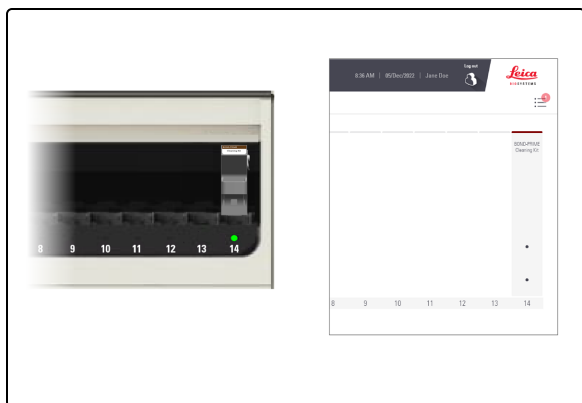 8:36 AM | 05/Dec/2022 | Jane Doe
Log out
Leica
BIOSYSTEMS
BOND-PRIME
Cleaning Kit
8 9 10 11 12 13 14
8 9 10 11 12 13 14